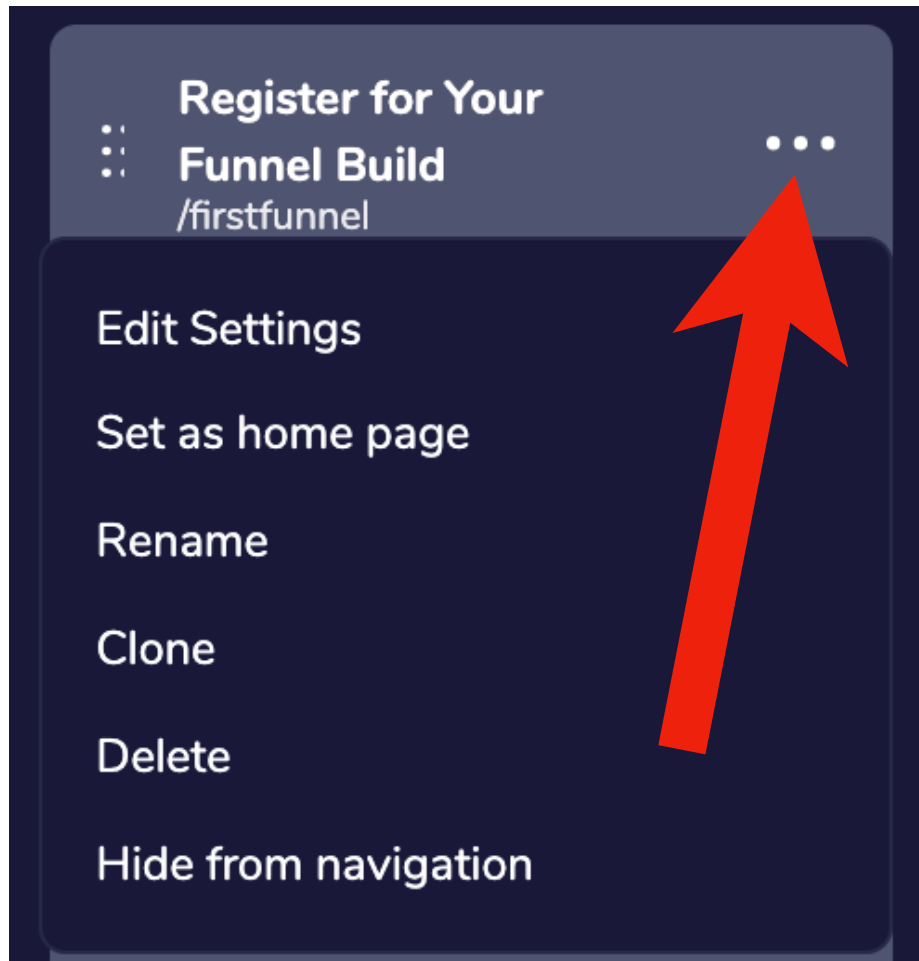 Register for Your
Funnel Build
/firstfunnel
Edit Settings
Set as home page
Rename
Clone
Delete
Hide from navigation